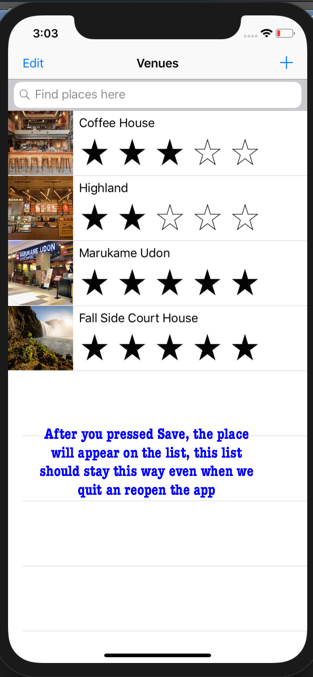 3:03
Edit Venues +
Find places here
Coffee House
Highland
MARUKAME UDON
Marukame Udon
Fall Side Court House
After you pressed Save, the place
will appear on the list, this list
should stay this way even when we
quit an reopen the app